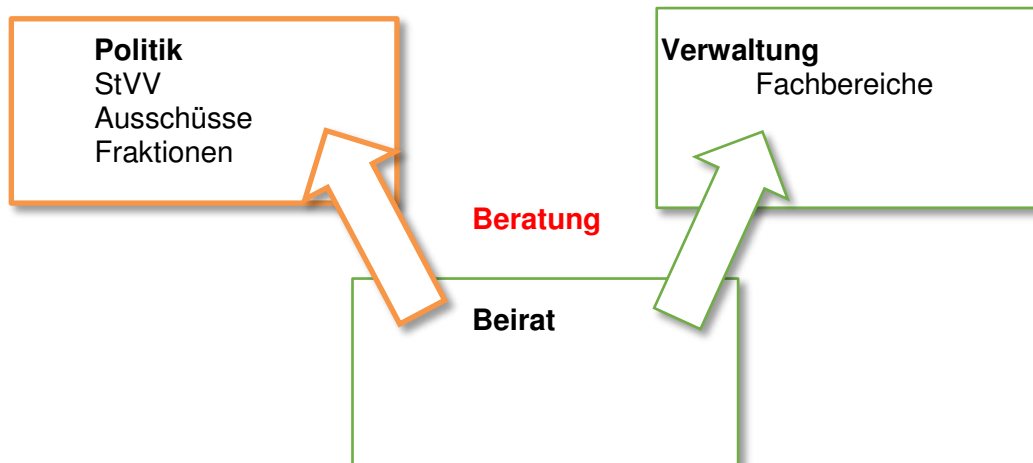 Politik
StVV
Ausschüsse
Fraktionen
Verwaltung
Fachbereiche
Beratung
Beirat